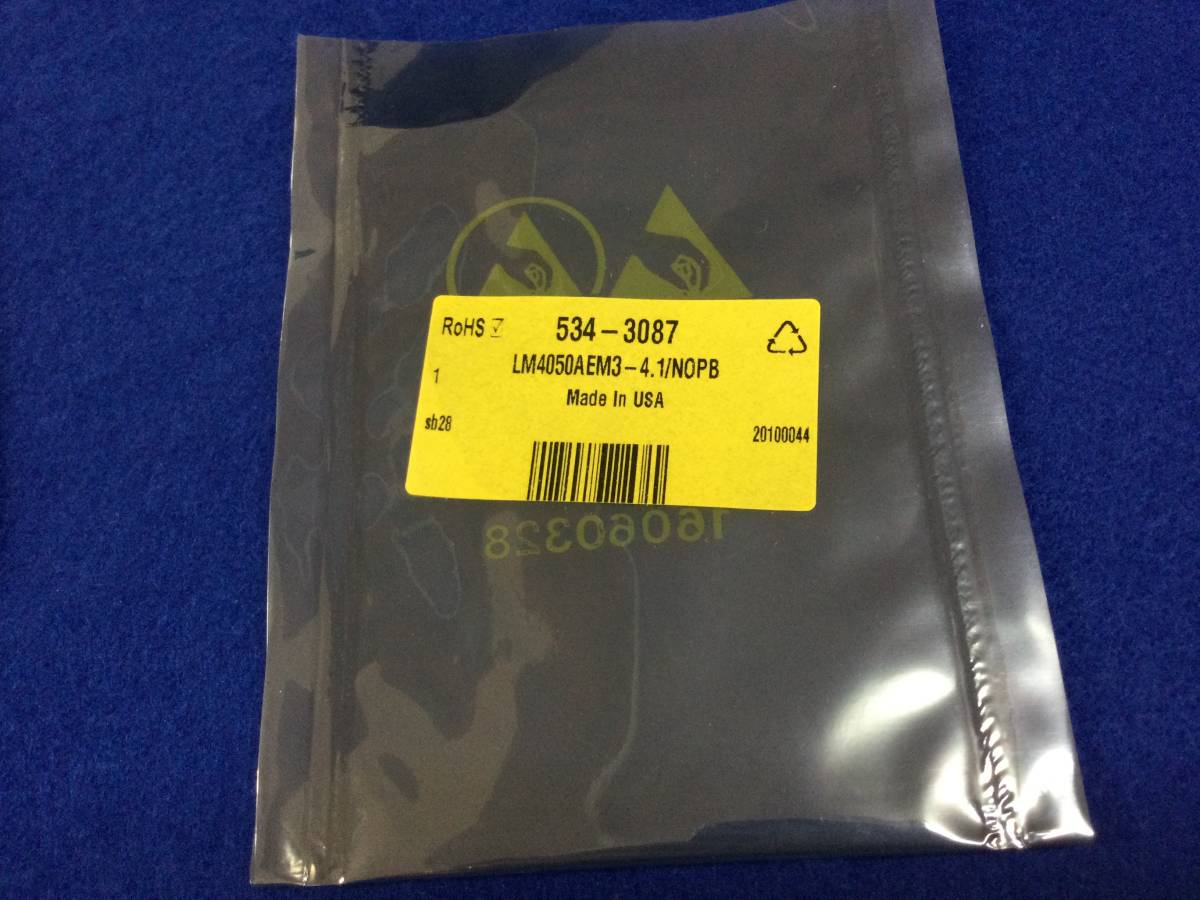 RoHS 534-3087
LM4050AEM3-4.1/NOPB
1
Made In USA
sb28
20100044
16060328